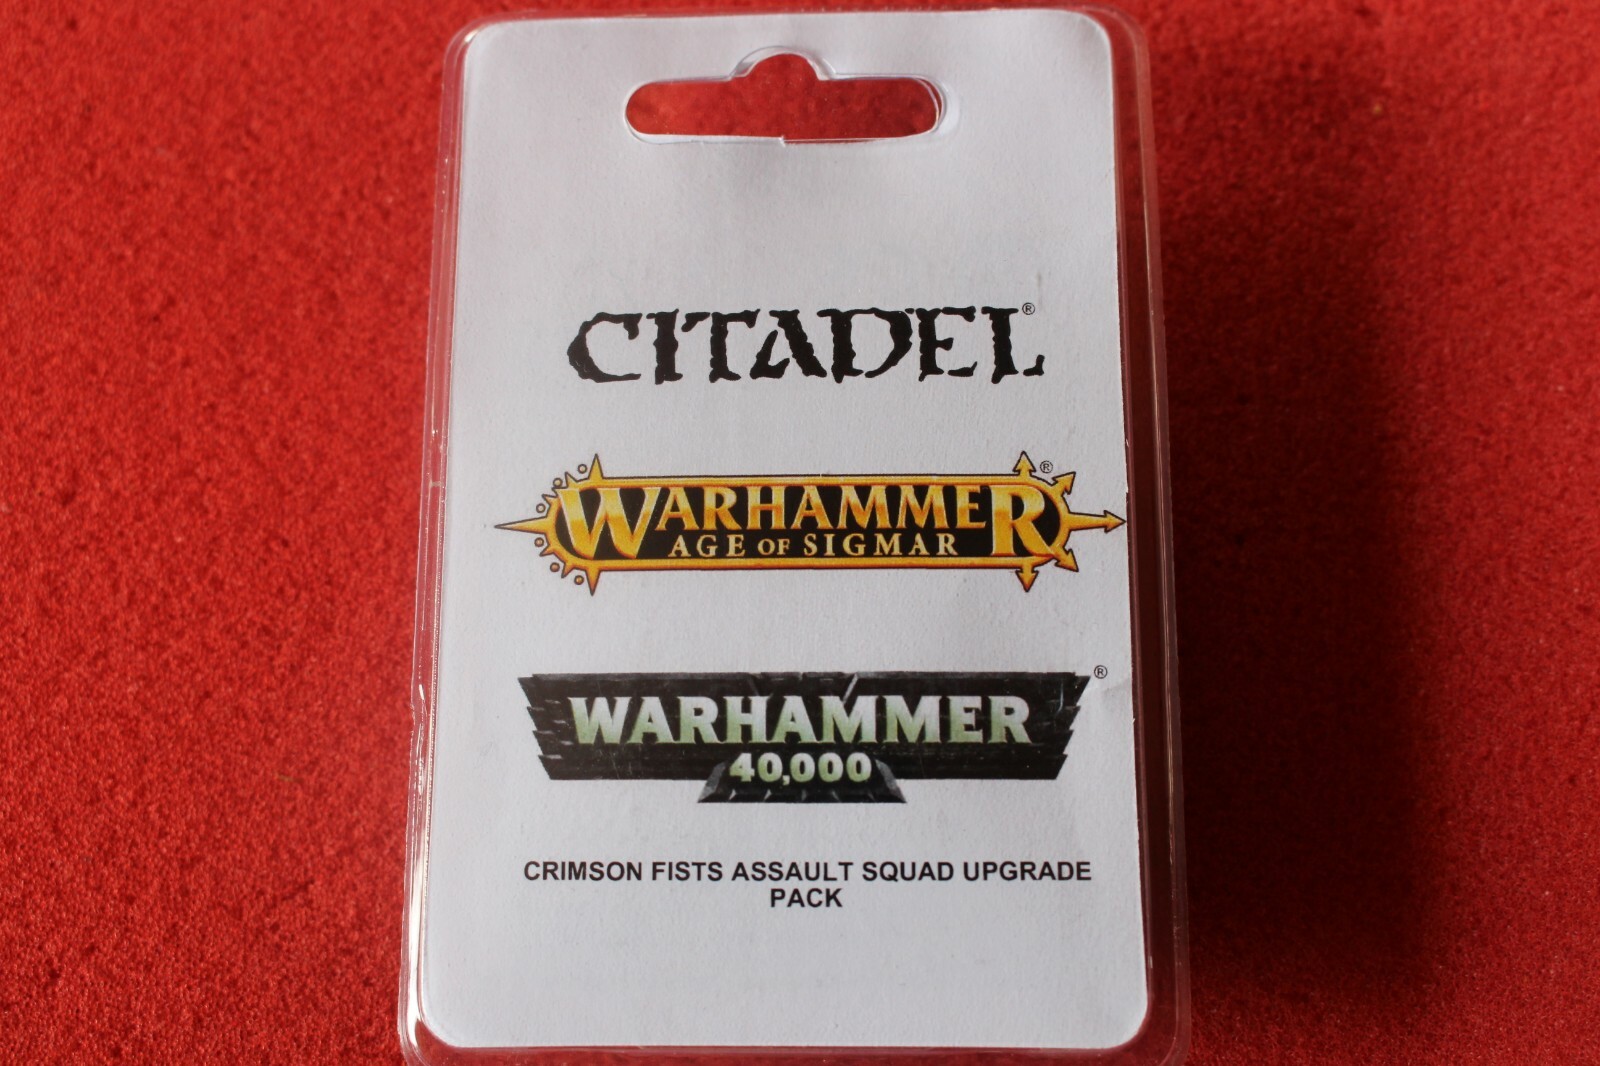 CITADEL®
WARHAMMER®
AGE OF SIGMAR
WARHAMMER®
40,000
CRIMSON FISTS ASSAULT SQUAD UPGRADE
PACK